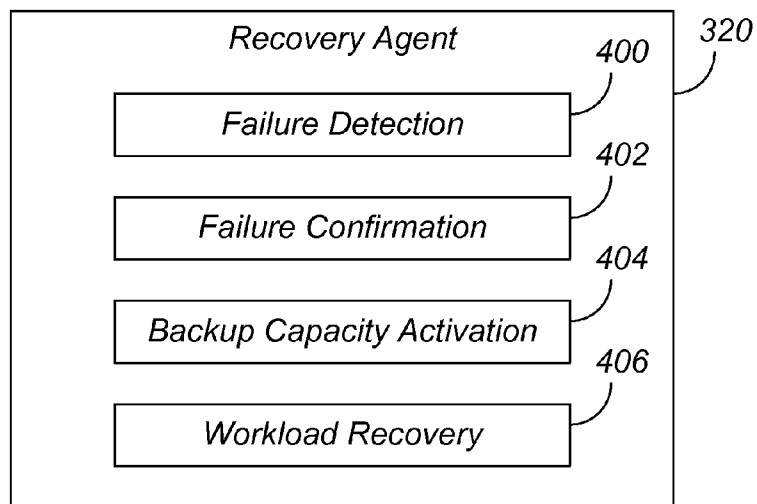 Recovery Agent
320
400
Failure Detection
402
Failure Confirmation
404
Backup Capacity Activation
406
Workload Recovery